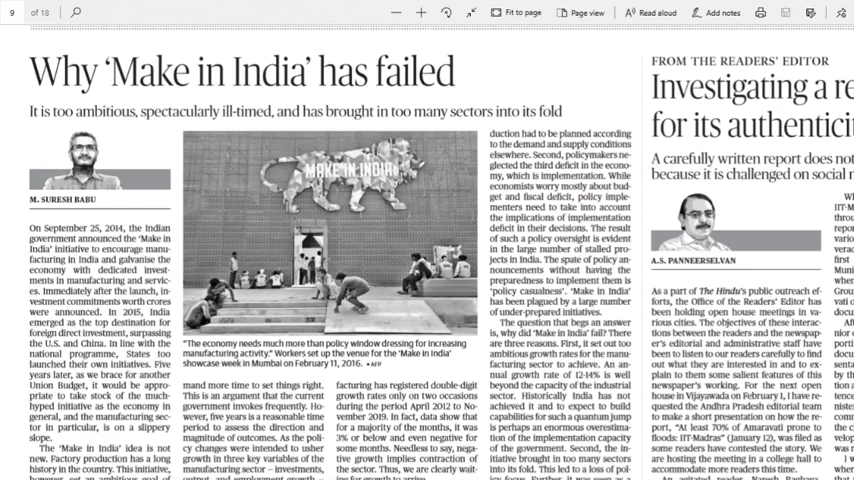 9 of 18
Fit to page
Page view
Read aloud
Add notes
Why ‘Make in India’ has failed
It is too ambitious, spectacularly ill-timed, and has brought in too many sectors into its fold
M. SURESH BABU
On September 25, 2014, the Indian
government announced the ‘Make in
India’ initiative to encourage manu-
facturing in India and galvanise the
economy with dedicated invest-
ments in manufacturing and servic-
es. Immediately after the launch, in-
vestment commitments worth crores
were announced. In 2015, India
emerged as the top destination for
foreign direct investment, surpassing
the U.S. and China. In line with the
national programme, States too
launched their own initiatives. Five
years later, as we brace for another
Union Budget, it would be appro-
priate to take stock of the much-
hyped initiative as the economy in
general, and the manufacturing sec-
tor in particular, is on a slippery
slope.
The ‘Make in India’ idea is not
new. Factory production has a long
history in the country. This initiative,
however, set an ambitious goal of
MAKE IN INDIA
"The economy needs much more than policy window dressing for increasing
manufacturing activity." Workers set up the venue for the ‘Make in India’
showcase week in Mumbai on February 11, 2016. • AFP
mand more time to set things right.
This is an argument that the current
government invokes frequently. Ho-
wever, five years is a reasonable time
period to assess the direction and
magnitude of outcomes. As the po-
licy changes were intended to usher
growth in three key variables of the
manufacturing sector – investments,
output, and employment growth –
facturing has registered double-digit
growth rates only on two occasions
during the period April 2012 to No-
vember 2019. In fact, data show that
for a majority of the months, it was
3% or below and even negative for
some months. Needless to say, nega-
tive growth implies contraction of
the sector. Thus, we are clearly wait-
ing for growth to arrive.
duction had to be planned according
to the demand and supply conditions
elsewhere. Second, policymakers ne-
glected the third deficit in the econo-
my, which is implementation. While
economists worry mostly about bud-
get and fiscal deficit, policy imple-
menters need to take into account
the implications of implementation
deficit in their decisions. The result
of such a policy oversight is evident
in the large number of stalled pro-
jects in India. The spate of policy an-
nouncements without having the
preparedness to implement them is
‘policy casualness’. ‘Make in India’
has been plagued by a large number
of under-prepared initiatives.
The question that begs an answer
is, why did ‘Make in India’ fail? There
are three reasons. First, it set out too
ambitious growth rates for the manu-
facturing sector to achieve. An an-
nual growth rate of 12-14% is well
beyond the capacity of the industrial
sector. Historically India has not
achieved it and to expect to build
capabilities for such a quantum jump
is perhaps an enormous overestima-
tion of the implementation capacity
of the government. Second, the in-
itiative brought in too many sectors
into its fold. This led to a loss of pol-
icy focus. Further, it was seen as a
FROM THE READERS’ EDITOR
Investigating a re
for its authenticit
A carefully written report does not
because it is challenged on social n
A.S. PANNEERSELVAN
As a part of The Hindu’s public outreach ef-
forts, the Office of the Readers’ Editor has
been holding open house meetings in va-
rious cities. The objectives of these interac-
tions between the readers and the newspap-
er’s editorial and administrative staff have
been to listen to our readers carefully to find
out what they are interested in and to ex-
plain to them some salient features of this
newspaper’s working. For the next open
house in Vijayawada on February 1, I have re-
quested the Andhra Pradesh editorial team
to make a short presentation on how the re-
port, “At least 70% of Amaravati prone to
floods: IIT-Madras” (January 12), was filed as
some readers have contested the story. We
are hosting the meeting in a college hall to
accommodate more readers this time.